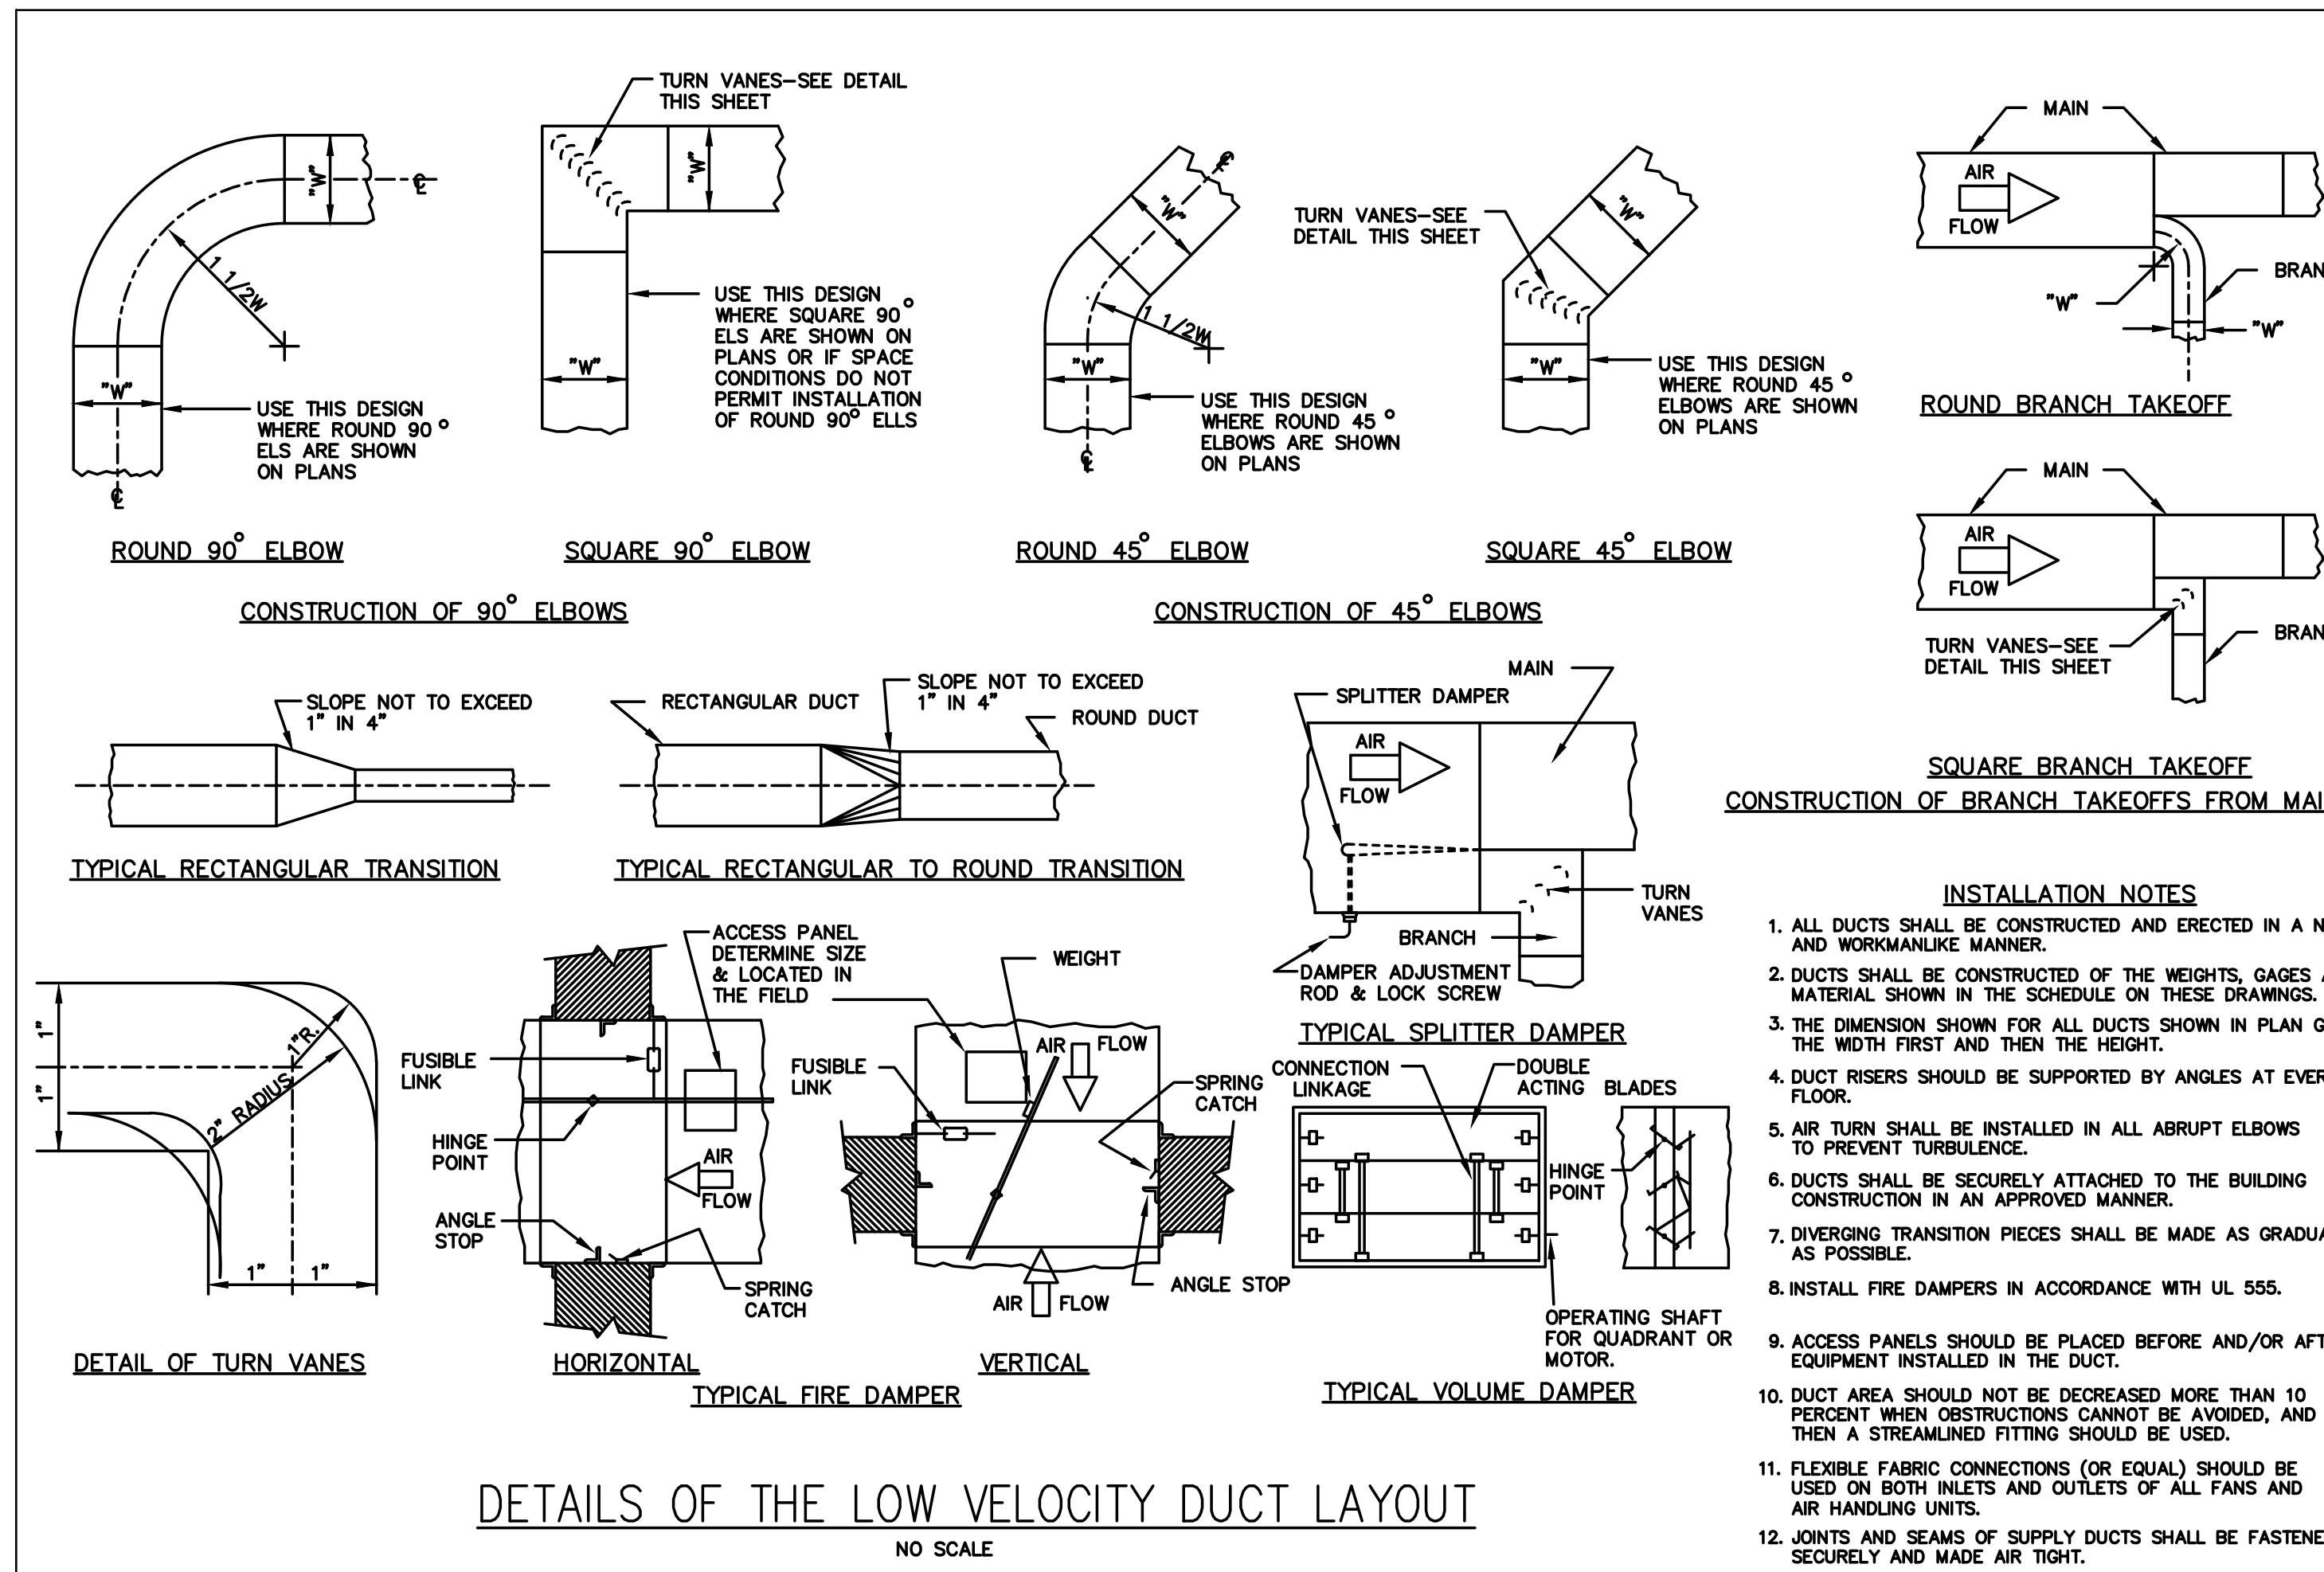 TURN VANES-SEE DETAIL
THIS SHEET
"W"
℄
1 1/2W
"W"
USE THIS DESIGN
WHERE ROUND 90°
ELS ARE SHOWN
ON PLANS
℄
ROUND 90° ELBOW
"W"
USE THIS DESIGN
WHERE SQUARE 90°
ELS ARE SHOWN ON
PLANS OR IF SPACE
CONDITIONS DO NOT
PERMIT INSTALLATION
OF ROUND 90° ELLS
"W"
SQUARE 90° ELBOW
CONSTRUCTION OF 90° ELBOWS
℄
"W"
1 1/2W
"W"
USE THIS DESIGN
WHERE ROUND 45°
ELBOWS ARE SHOWN
ON PLANS
℄
ROUND 45° ELBOW
TURN VANES-SEE
DETAIL THIS SHEET
"W"
"W"
USE THIS DESIGN
WHERE ROUND 45°
ELBOWS ARE SHOWN
ON PLANS
SQUARE 45° ELBOW
CONSTRUCTION OF 45° ELBOWS
MAIN
AIR
FLOW
BRAN
"W"
"W"
ROUND BRANCH TAKEOFF
MAIN
AIR
FLOW
BRAN
TURN VANES-SEE
DETAIL THIS SHEET
SQUARE BRANCH TAKEOFF
CONSTRUCTION OF BRANCH TAKEOFFS FROM MAI
SLOPE NOT TO EXCEED
1" IN 4"
TYPICAL RECTANGULAR TRANSITION
RECTANGULAR DUCT
SLOPE NOT TO EXCEED
1" IN 4"
ROUND DUCT
TYPICAL RECTANGULAR TO ROUND TRANSITION
MAIN
SPLITTER DAMPER
AIR
FLOW
TURN
VANES
BRANCH
DAMPER ADJUSTMENT
ROD & LOCK SCREW
TYPICAL SPLITTER DAMPER
1"
1"
1"R.
2" RADIUS
1"
1"
DETAIL OF TURN VANES
ACCESS PANEL
DETERMINE SIZE
& LOCATED IN
THE FIELD
FUSIBLE
LINK
HINGE
POINT
AIR
FLOW
ANGLE
STOP
SPRING
CATCH
HORIZONTAL
WEIGHT
AIR
FLOW
FUSIBLE
LINK
SPRING
CATCH
ANGLE STOP
AIR
FLOW
VERTICAL
TYPICAL FIRE DAMPER
CONNECTION
LINKAGE
DOUBLE
ACTING BLADES
HINGE
POINT
OPERATING SHAFT
FOR QUADRANT OR
MOTOR.
TYPICAL VOLUME DAMPER
INSTALLATION NOTES
1. ALL DUCTS SHALL BE CONSTRUCTED AND ERECTED IN A N
AND WORKMANLIKE MANNER.
2. DUCTS SHALL BE CONSTRUCTED OF THE WEIGHTS, GAGES
MATERIAL SHOWN IN THE SCHEDULE ON THESE DRAWINGS.
3. THE DIMENSION SHOWN FOR ALL DUCTS SHOWN IN PLAN G
THE WIDTH FIRST AND THEN THE HEIGHT.
4. DUCT RISERS SHOULD BE SUPPORTED BY ANGLES AT EVER
FLOOR.
5. AIR TURN SHALL BE INSTALLED IN ALL ABRUPT ELBOWS
TO PREVENT TURBULENCE.
6. DUCTS SHALL BE SECURELY ATTACHED TO THE BUILDING
CONSTRUCTION IN AN APPROVED MANNER.
7. DIVERGING TRANSITION PIECES SHALL BE MADE AS GRADUA
AS POSSIBLE.
8. INSTALL FIRE DAMPERS IN ACCORDANCE WITH UL 555.
9. ACCESS PANELS SHOULD BE PLACED BEFORE AND/OR AFT
EQUIPMENT INSTALLED IN THE DUCT.
10. DUCT AREA SHOULD NOT BE DECREASED MORE THAN 10
PERCENT WHEN OBSTRUCTIONS CANNOT BE AVOIDED, AND
THEN A STREAMLINED FITTING SHOULD BE USED.
11. FLEXIBLE FABRIC CONNECTIONS (OR EQUAL) SHOULD BE
USED ON BOTH INLETS AND OUTLETS OF ALL FANS AND
AIR HANDLING UNITS.
12. JOINTS AND SEAMS OF SUPPLY DUCTS SHALL BE FASTENE
SECURELY AND MADE AIR TIGHT.
DETAILS OF THE LOW VELOCITY DUCT LAYOUT
NO SCALE